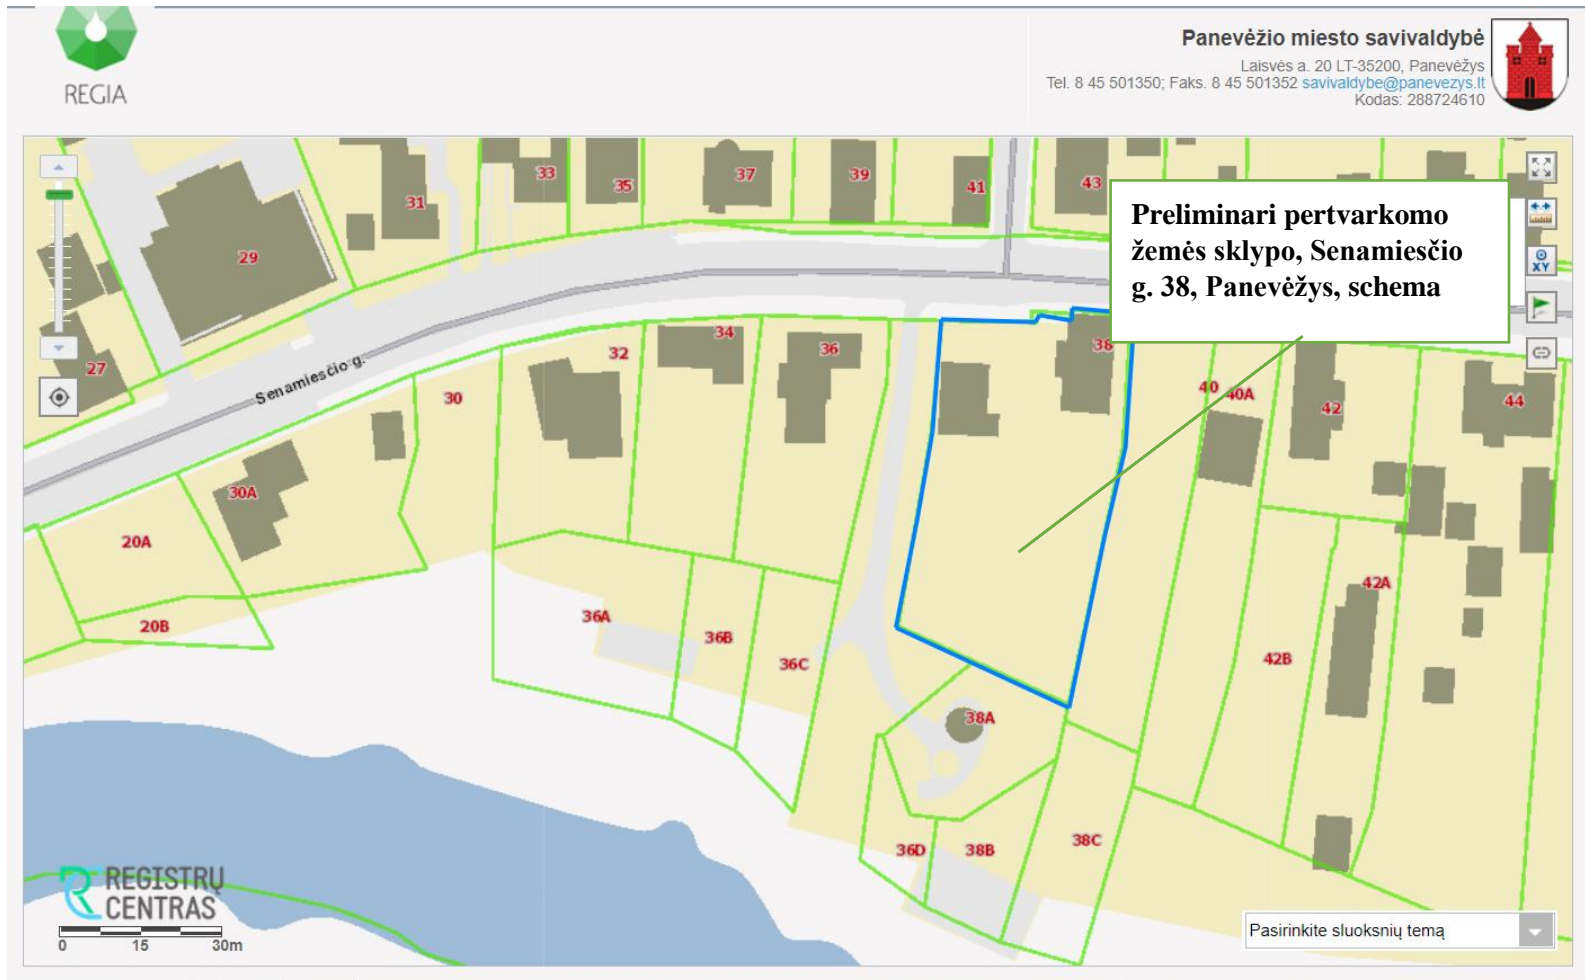 REGIA
Panevėžio miesto savivaldybė
Laisvės a. 20 LT-35200, Panevėžys
Tel. 8 45 501350; Faks. 8 45 501352 savivaldybe@panevezys.lt
Kodas: 288724610
Preliminari pertvarkomo
žemės sklypo, Senamiesčio
g. 38, Panevėžys, schema
XY
29
31
33
35
37
39
41
43
27
Senamiesčio g.
30
32
34
36
38
40
40A
42
44
30A
20A
20B
36A
36B
36C
38A
42A
42B
36D
38B
38C
REGISTRŲ
CENTRAS
0 15 30m
Pasirinkite sluoksnių temą